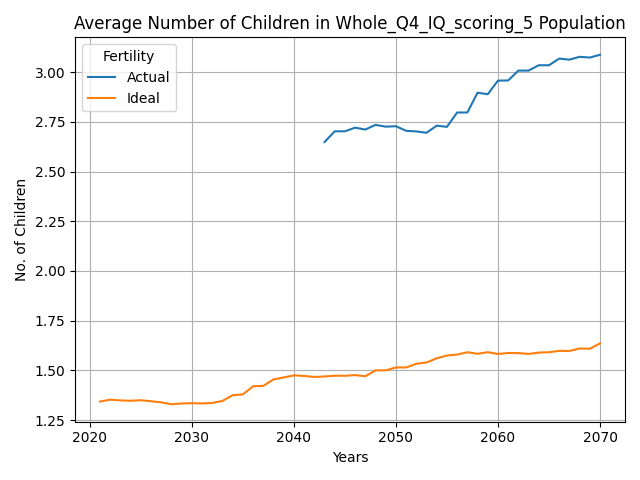 Average Number of Children in Whole_Q4_IQ_scoring_5 Population
Fertility
Actual
Ideal
No. of Children
3.00
2.75
2.50
2.25
2.00
1.75
1.50
1.25
2020 2030 2040 2050 2060 2070
Years